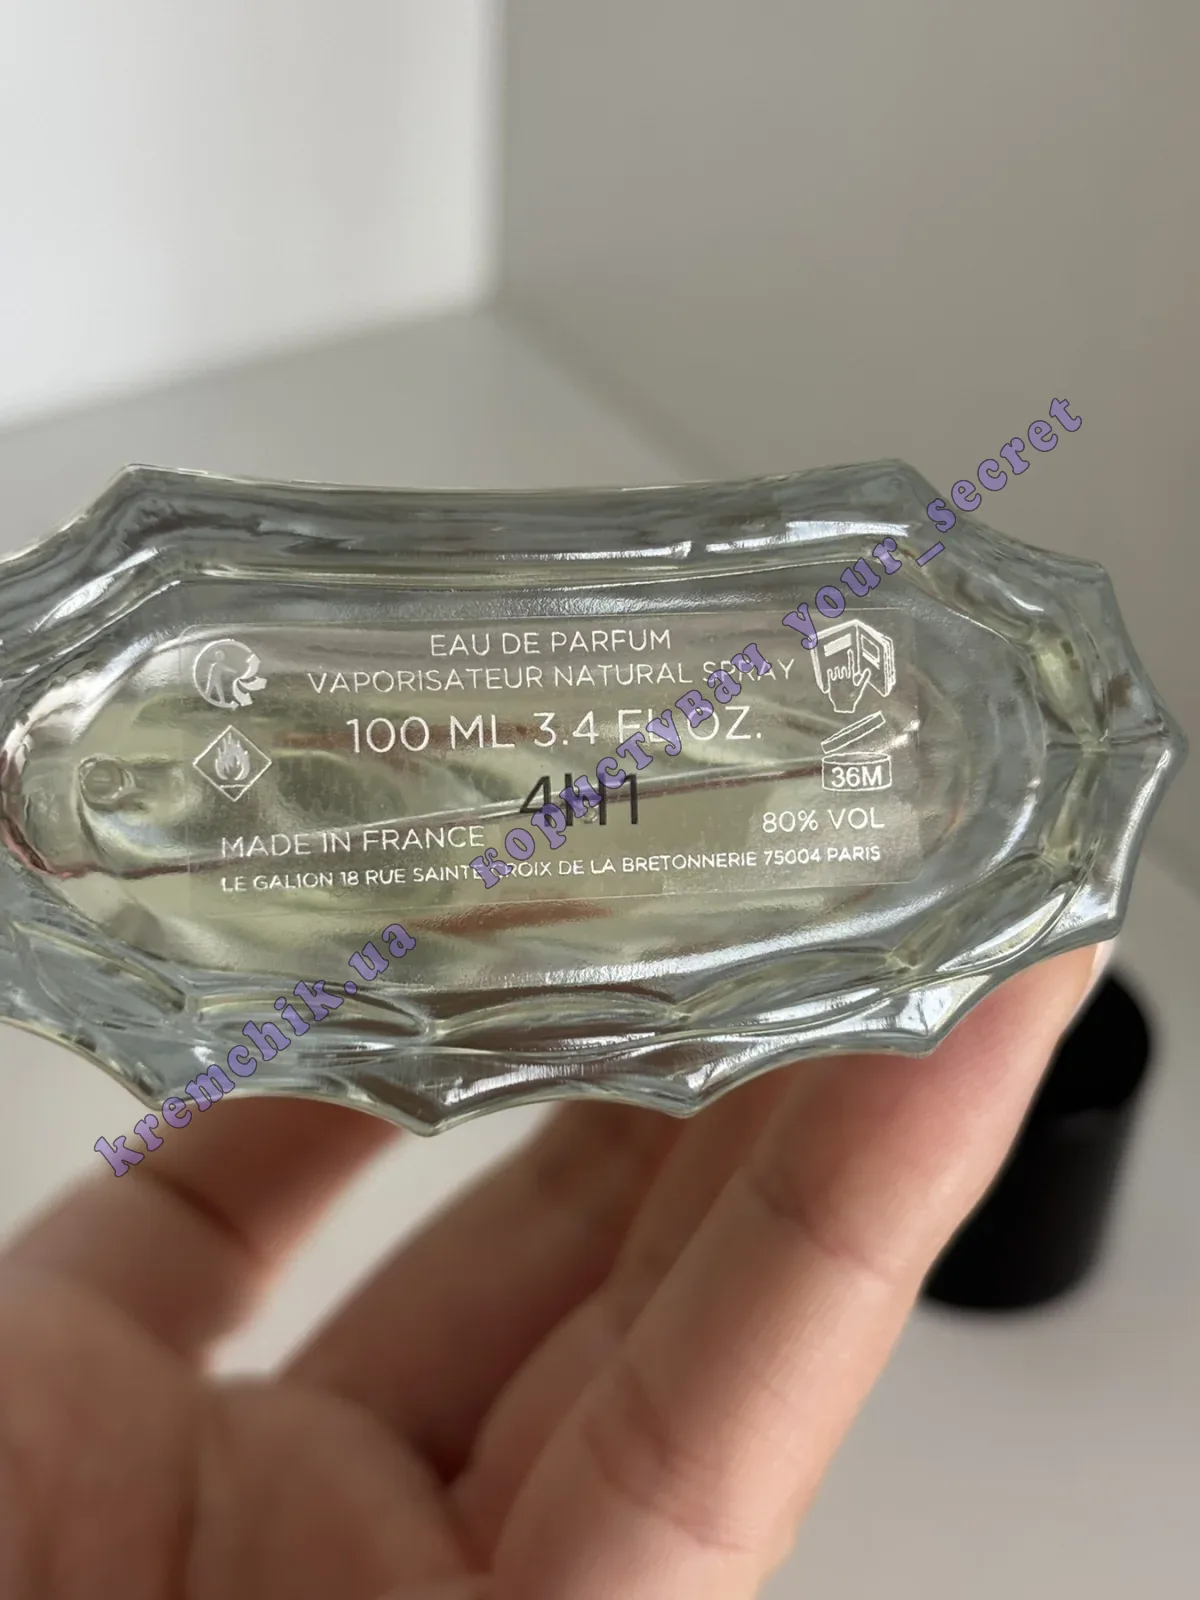 EAU DE PARFUM
VAPORISATEUR NATURAL SPRAY
100 ML 3.4 FL OZ.
36M
MADE IN FRANCE
80% VOL
LE GALION 18 RUE SAINTE CROIX DE LA BRETONNERIE 75004 PARIS
kremchik.ua
користувач your_secret